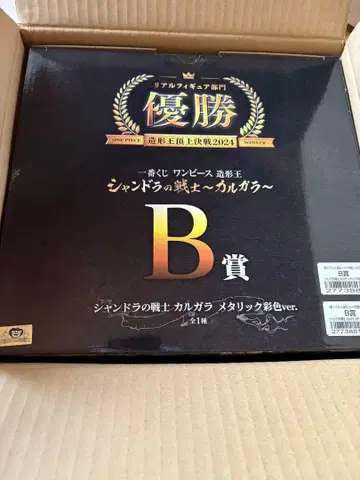 リアルフィギュア部門
優勝
ONE PIECE 造形王頂上決戦2024 WINNER
一番くじ ワンピース 造形王
シャンドラの戦士～カルガラ～
B賞
シャンドラの戦士 カルガラ メタリック彩色ver.
全1種
B賞
2773881
B賞
2773881